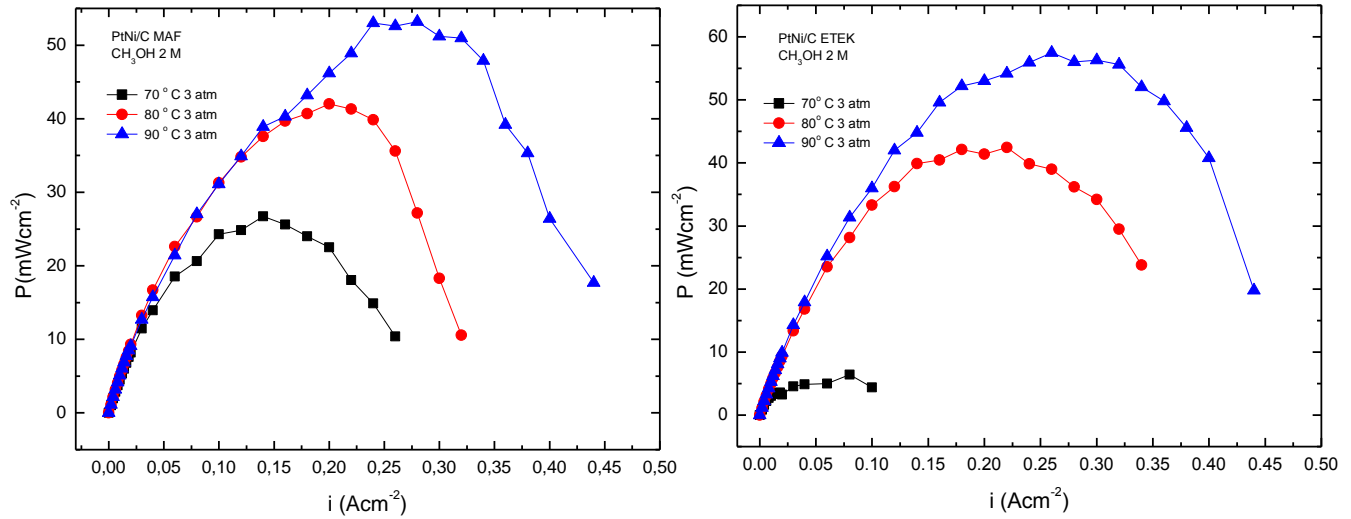 PtNi/C MAF
CH₃OH 2 M
70 ° C 3 atm
80 ° C 3 atm
90 ° C 3 atm
P (mWcm⁻²)
50
40
30
20
10
0
0,00 0,05 0,10 0,15 0,20 0,25 0,30 0,35 0,40 0,45 0,50
i (Acm⁻²)
PtNi/C ETEK
CH₃OH 2 M
70° C 3 atm
80° C 3 atm
90° C 3 atm
P (mWcm⁻²)
60
50
40
30
20
10
0
0.00 0.05 0.10 0.15 0.20 0.25 0.30 0.35 0.40 0.45 0.50
i (Acm⁻²)